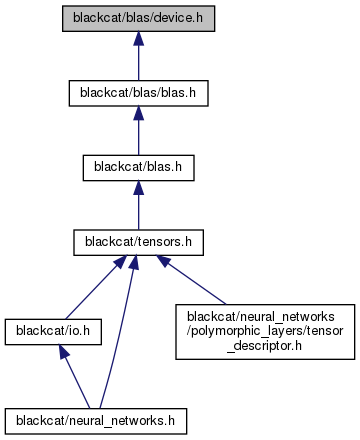 blackcat/blas/device.h
blackcat/blas/blas.h
blackcat/blas.h
blackcat/tensors.h
blackcat/io.h
blackcat/neural_networks
/polymorphic_layers/tensor
_descriptor.h
blackcat/neural_networks.h